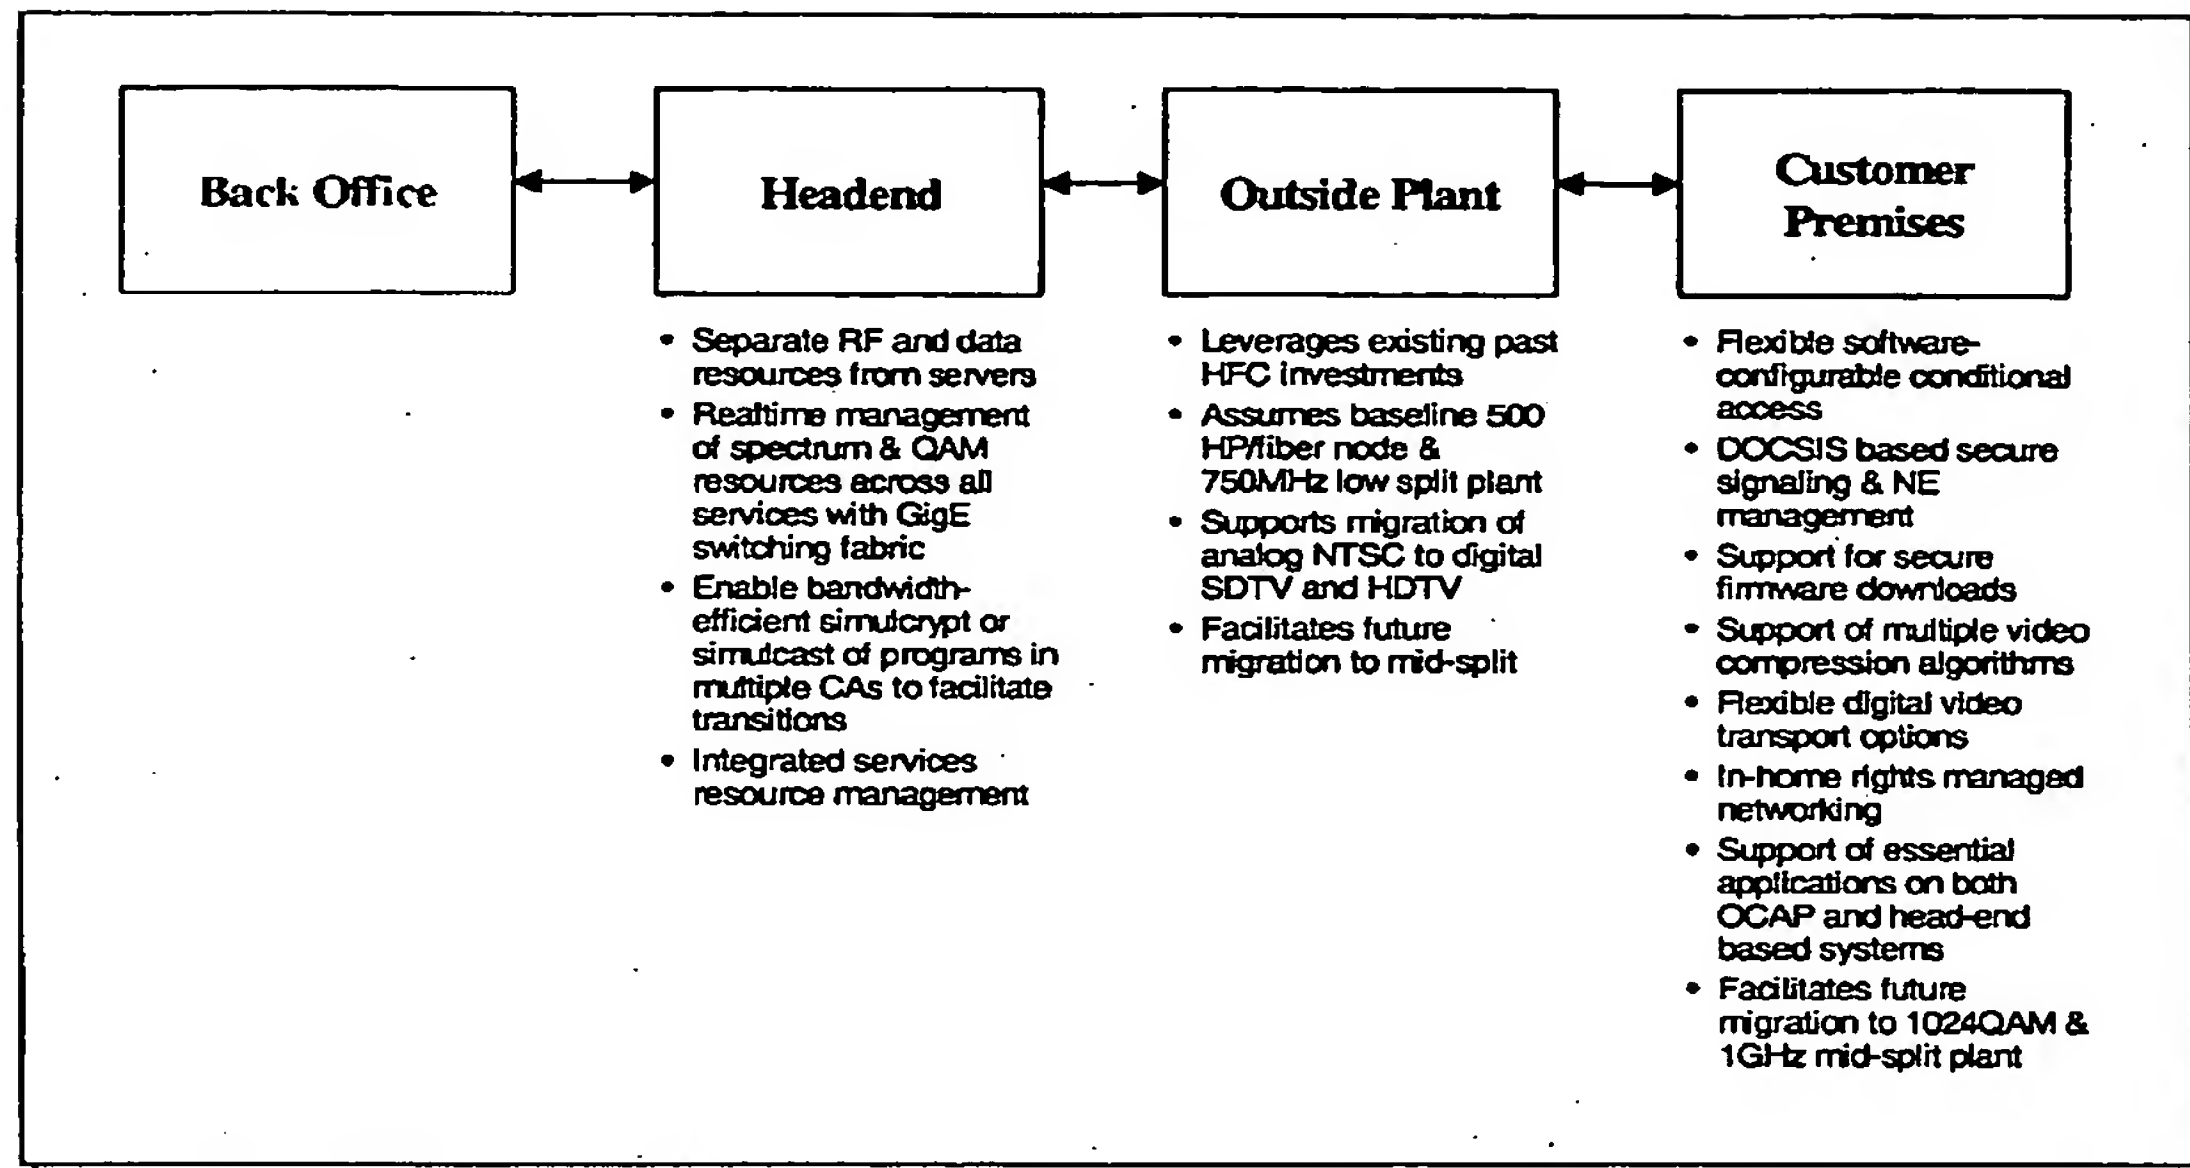 Back Office
Headend
Outside Plant
Customer
Premises
• Separate RF and data
resources from servers
• Realtime management
of spectrum & QAM
resources across all
services with GigE
switching fabric
• Enable bandwidth-
efficient simulcrypt or
simulcast of programs in
multiple CAs to facilitate
transitions
• Integrated services
resource management
• Leverages existing past
HFC investments
• Assumes baseline 500
HP/fiber node &
750MHz low split plant
• Supports migration of
analog NTSC to digital
SDTV and HDTV
• Facilitates future
migration to mid-split
• Flexible software-
configurable conditional
access
• DOCSIS based secure
signaling & NE
management
• Support for secure
firmware downloads
• Support of multiple video
compression algorithms
• Flexible digital video
transport options
• In-home rights managed
networking
• Support of essential
applications on both
OCAP and head-end
based systems
• Facilitates future
migration to 1024QAM &
1GHz mid-split plant